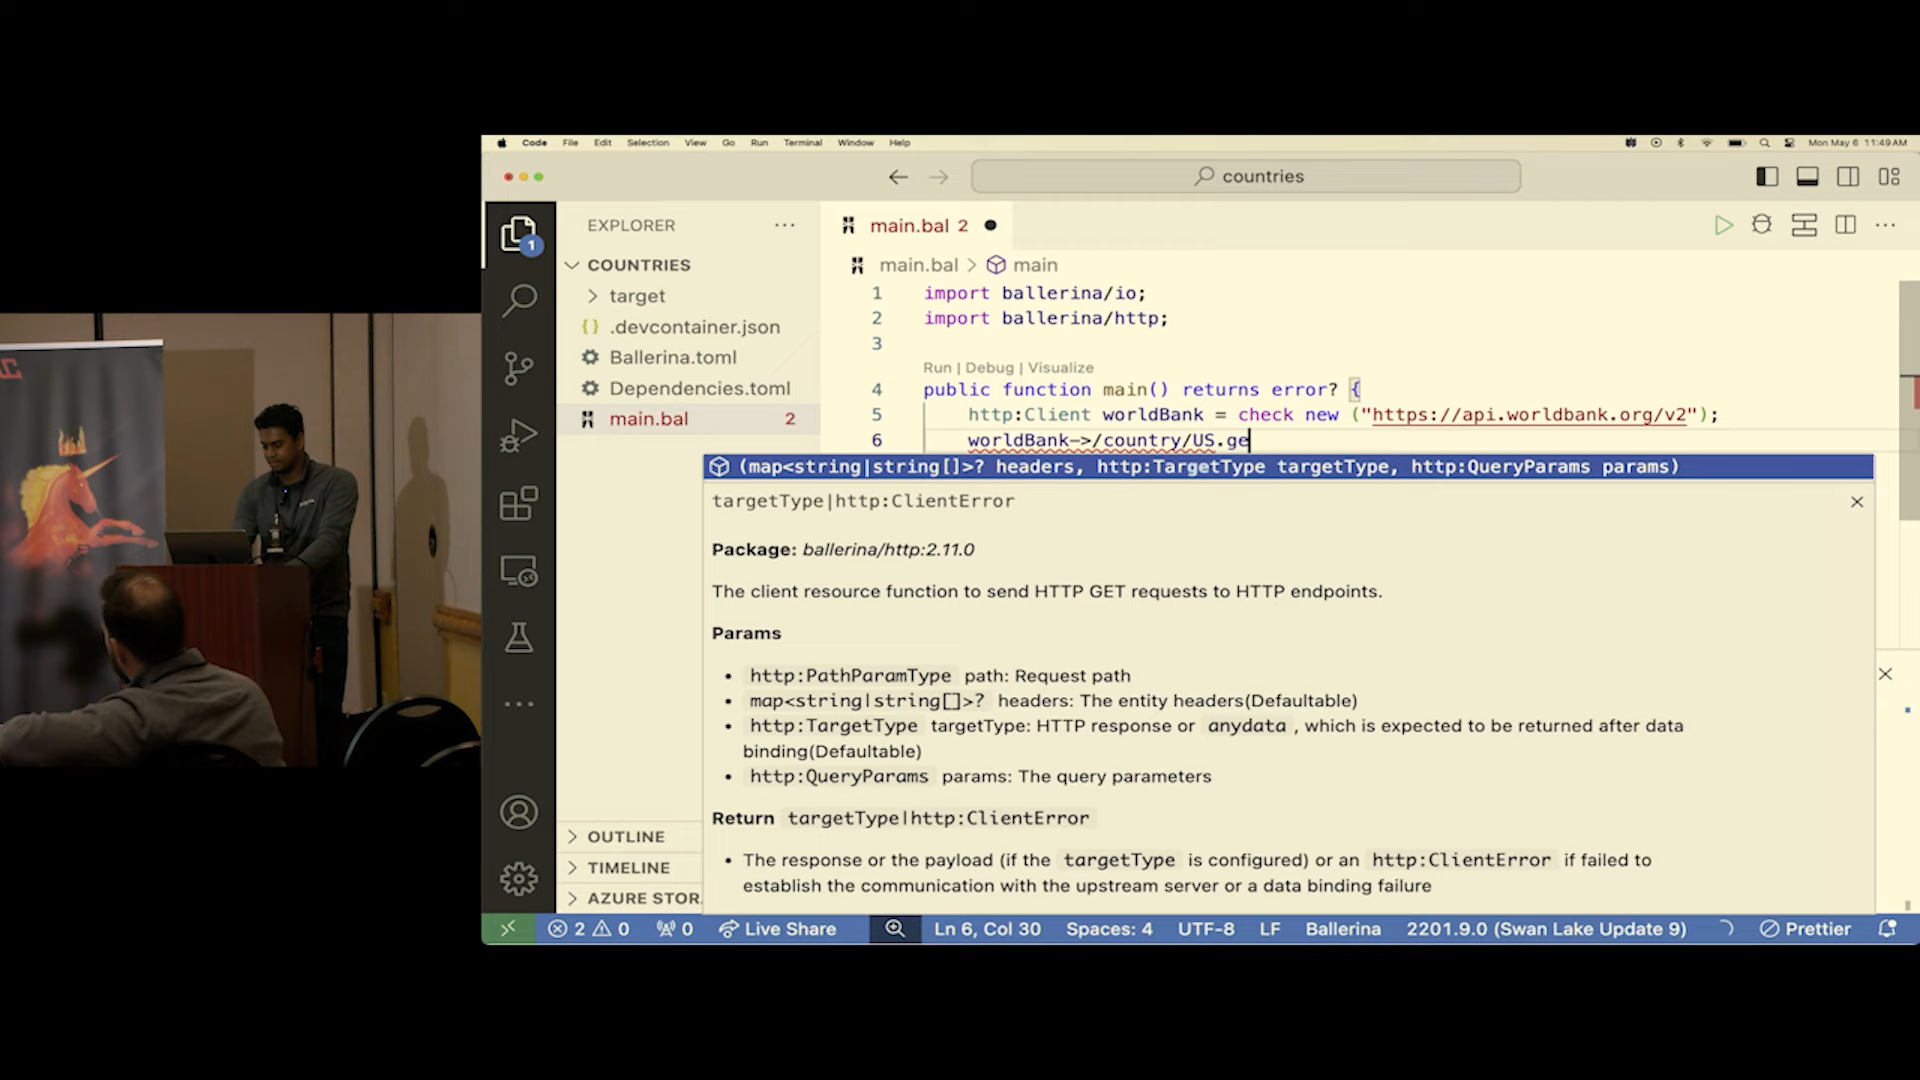 Code File Edit Selection View Go Run Terminal Window Help Mon May 6 11:49 AM
countries
1
EXPLORER
COUNTRIES
target
{} .devcontainer.json
Ballerina.toml
Dependencies.toml
main.bal 2
OUTLINE
TIMELINE
AZURE STOR
main.bal 2
main.bal > main
1 import ballerina/io;
2 import ballerina/http;
3
Run | Debug | Visualize
4 public function main() returns error? {
5 http:Client worldBank = check new ("https://api.worldbank.org/v2");
6 worldBank->/country/US.ge
(map<string|string[]>? headers, http:TargetType targetType, http:QueryParams params)
targetType|http:ClientError
Package: ballerina/http:2.11.0
The client resource function to send HTTP GET requests to HTTP endpoints.
Params
• http:PathParamType path: Request path
• map<string|string[]>? headers: The entity headers(Defaultable)
• http:TargetType targetType: HTTP response or anydata , which is expected to be returned after data
binding(Defaultable)
• http:QueryParams params: The query parameters
Return targetType|http:ClientError
• The response or the payload (if the targetType is configured) or an http:ClientError if failed to
establish the communication with the upstream server or a data binding failure
2 0 0 Live Share Ln 6, Col 30 Spaces: 4 UTF-8 LF Ballerina 2201.9.0 (Swan Lake Update 9) Prettier